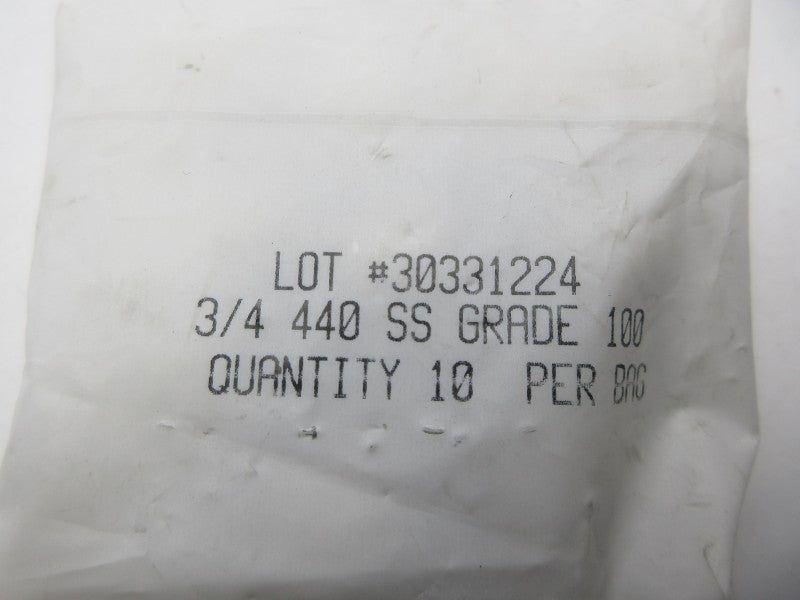 LOT #30331224
3/4 440 SS GRADE 100
QUANTITY 10 PER BAG